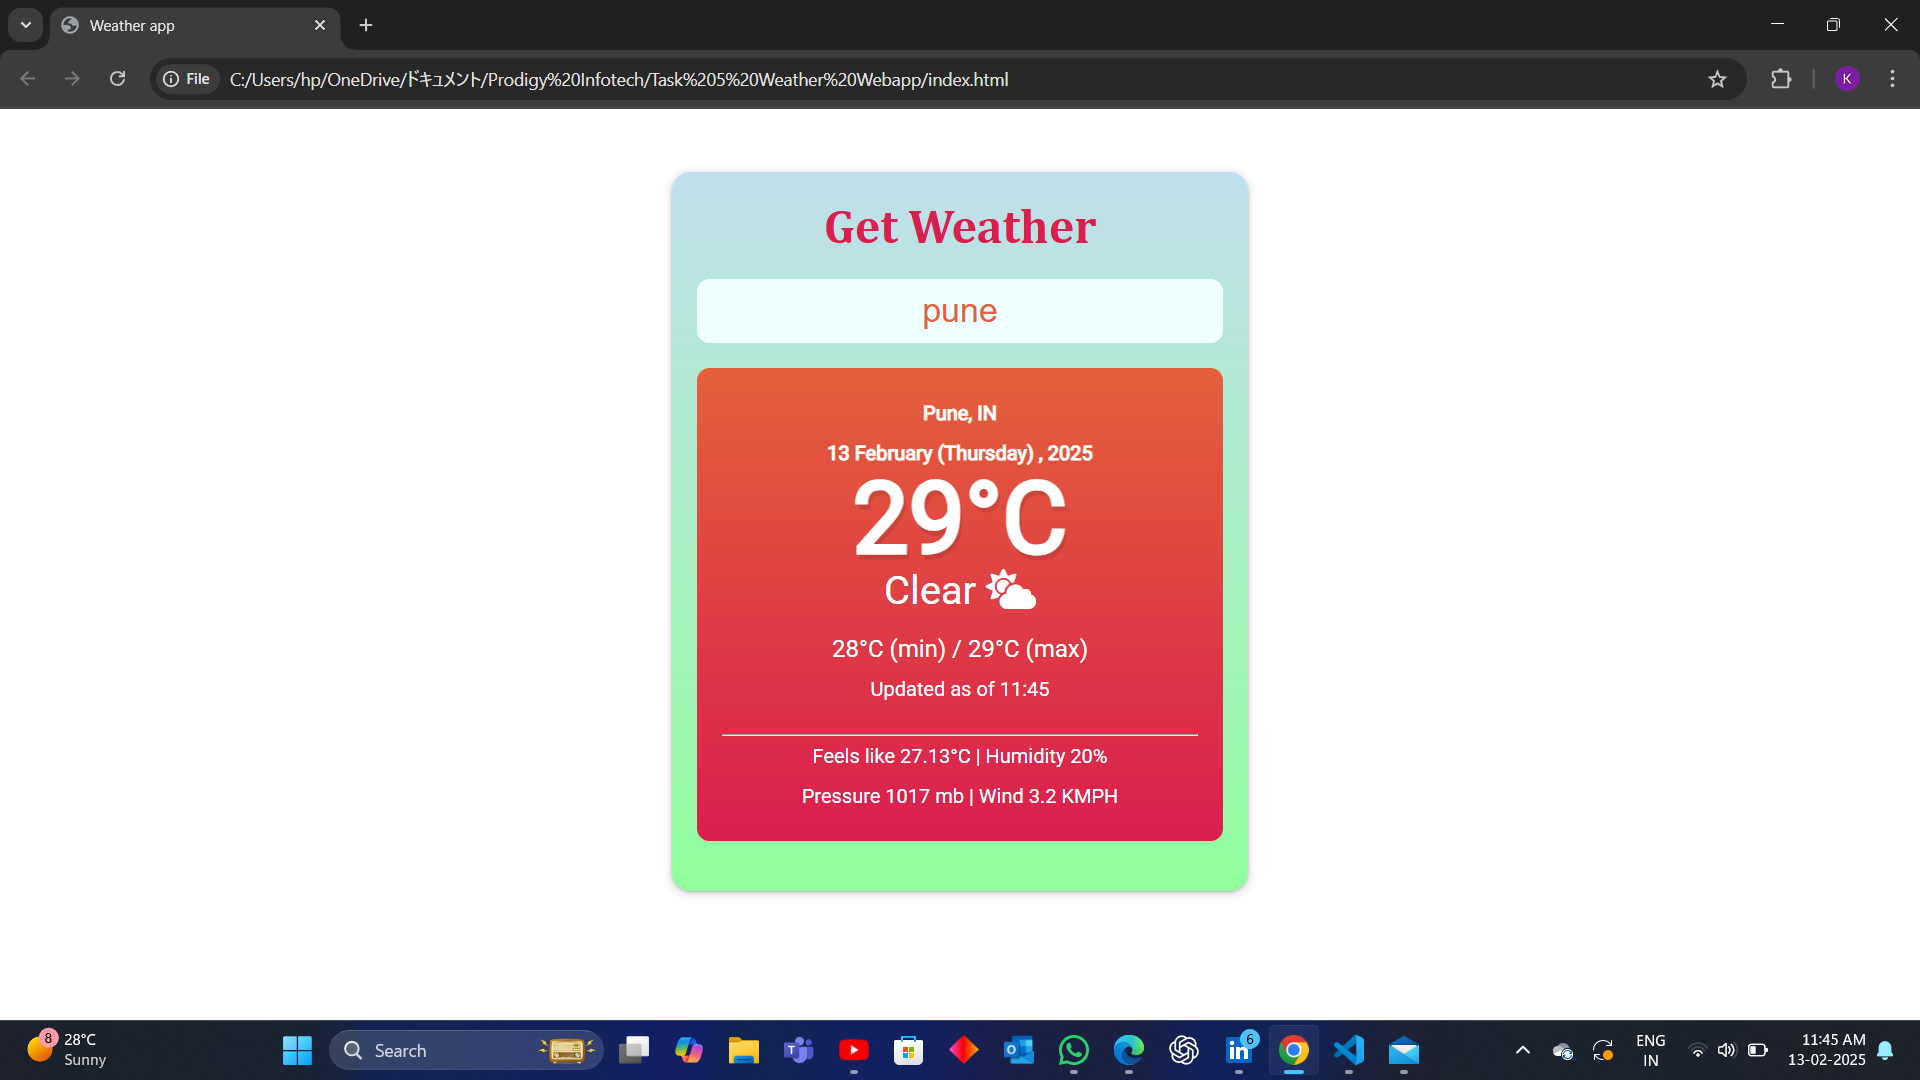 Weather app
File C:/Users/hp/OneDrive/ドキュメント/Prodigy%20Infotech/Task%205%20Weather%20Webapp/index.html
K
Get Weather
pune
Pune, IN
13 February (Thursday) , 2025
29°C
Clear
28°C (min) / 29°C (max)
Updated as of 11:45
Feels like 27.13°C | Humidity 20%
Pressure 1017 mb | Wind 3.2 KMPH
8
28°C
Sunny
Search
6
ENG
IN
11:45 AM
13-02-2025